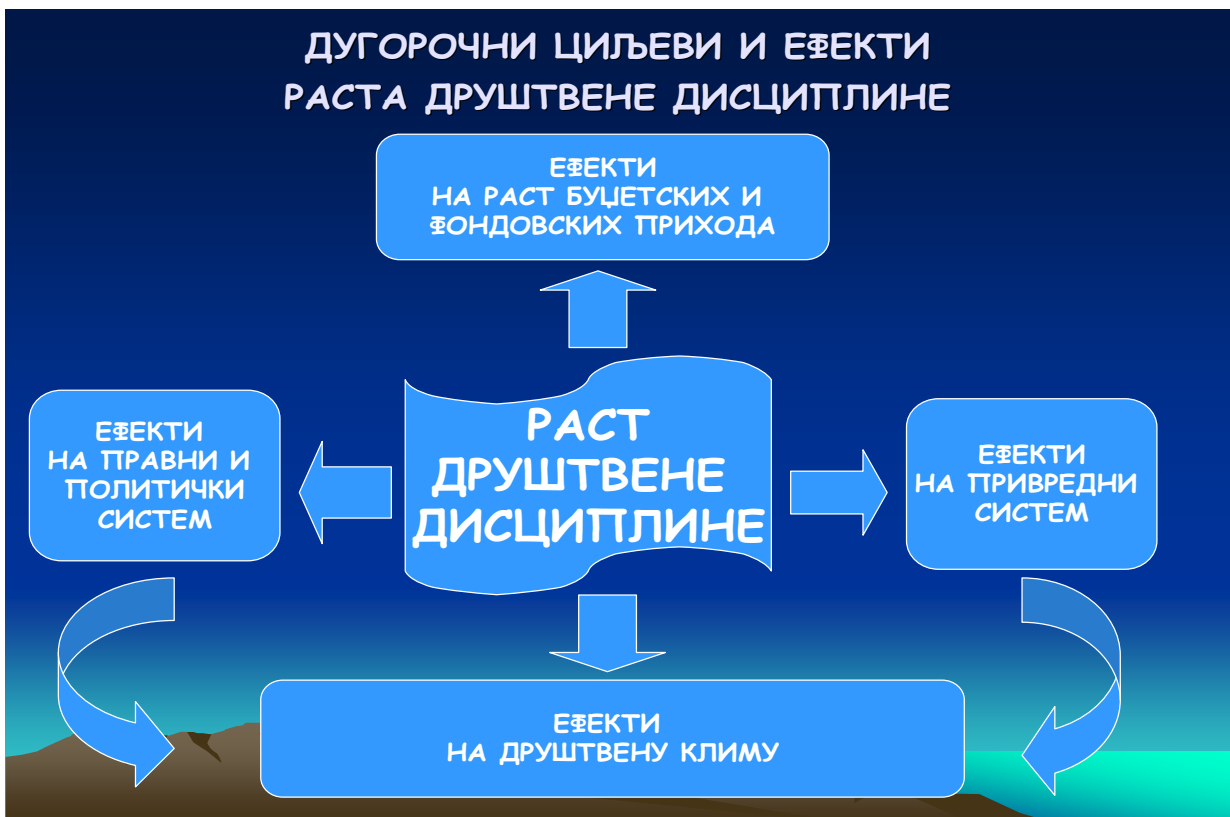 ДУГОРОЧНИ ЦИЉЕВИ И ЕФЕКТИ
РАСТА ДРУШТВЕНЕ ДИСЦИПЛИНЕ
ЕФЕКТИ
НА РАСТ БУЏЕТСКИХ И
ФОНДОВСКИХ ПРИХОДА
ЕФЕКТИ
НА ПРАВНИ И
ПОЛИТИЧКИ
СИСТЕМ
РАСТ
ДРУШТВЕНЕ
ДИСЦИПЛИНЕ
ЕФЕКТИ
НА ПРИВРЕДНИ
СИСТЕМ
ЕФЕКТИ
НА ДРУШТВЕНУ КЛИМУ